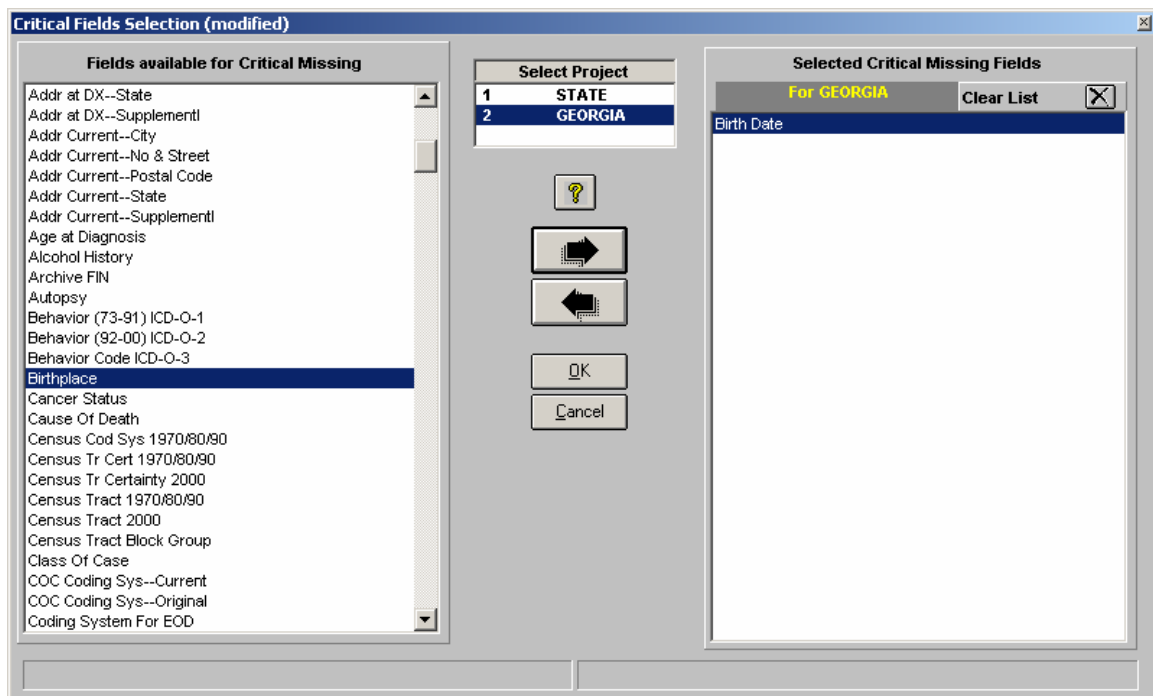 Critical Fields Selection (modified)
Fields available for Critical Missing
Addr at DX--State
Addr at DX--Supplementl
Addr Current--City
Addr Current--No & Street
Addr Current--Postal Code
Addr Current--State
Addr Current--Supplementl
Age at Diagnosis
Alcohol History
Archive FIN
Autopsy
Behavior (73-91) ICD-O-1
Behavior (92-00) ICD-O-2
Behavior Code ICD-O-3
Birthplace
Cancer Status
Cause Of Death
Census Cod Sys 1970/80/90
Census Tr Cert 1970/80/90
Census Tr Certainty 2000
Census Tract 1970/80/90
Census Tract 2000
Census Tract Block Group
Class Of Case
COC Coding Sys--Current
COC Coding Sys--Original
Coding System For EOD
Select Project
1 STATE
2 GEORGIA
?
OK
Cancel
Selected Critical Missing Fields
For GEORGIA Clear List
Birth Date